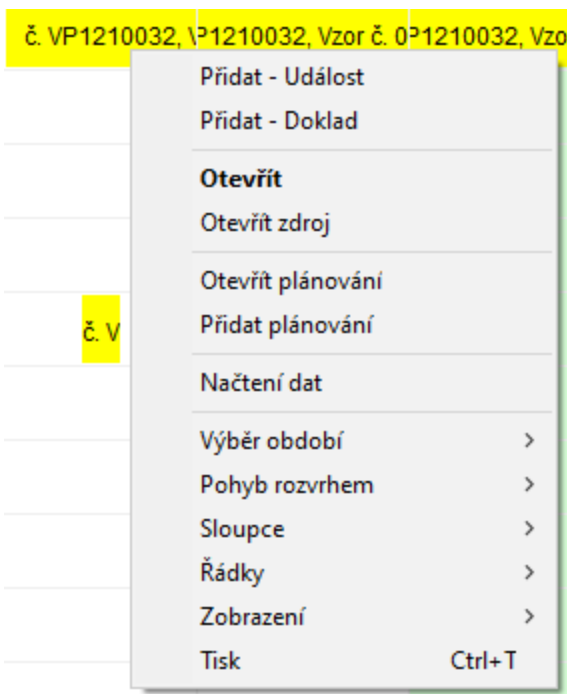 č. VP1210032, VP1210032, Vzor č. 0P1210032, Vzo
Přidat - Událost
Přidat - Doklad
Otevřít
Otevřít zdroj
Otevřít plánování
č. V
Přidat plánování
Načtení dat
Výběr období
Pohyb rozvrhem
Sloupce
Řádky
Zobrazení
Tisk Ctrl+T